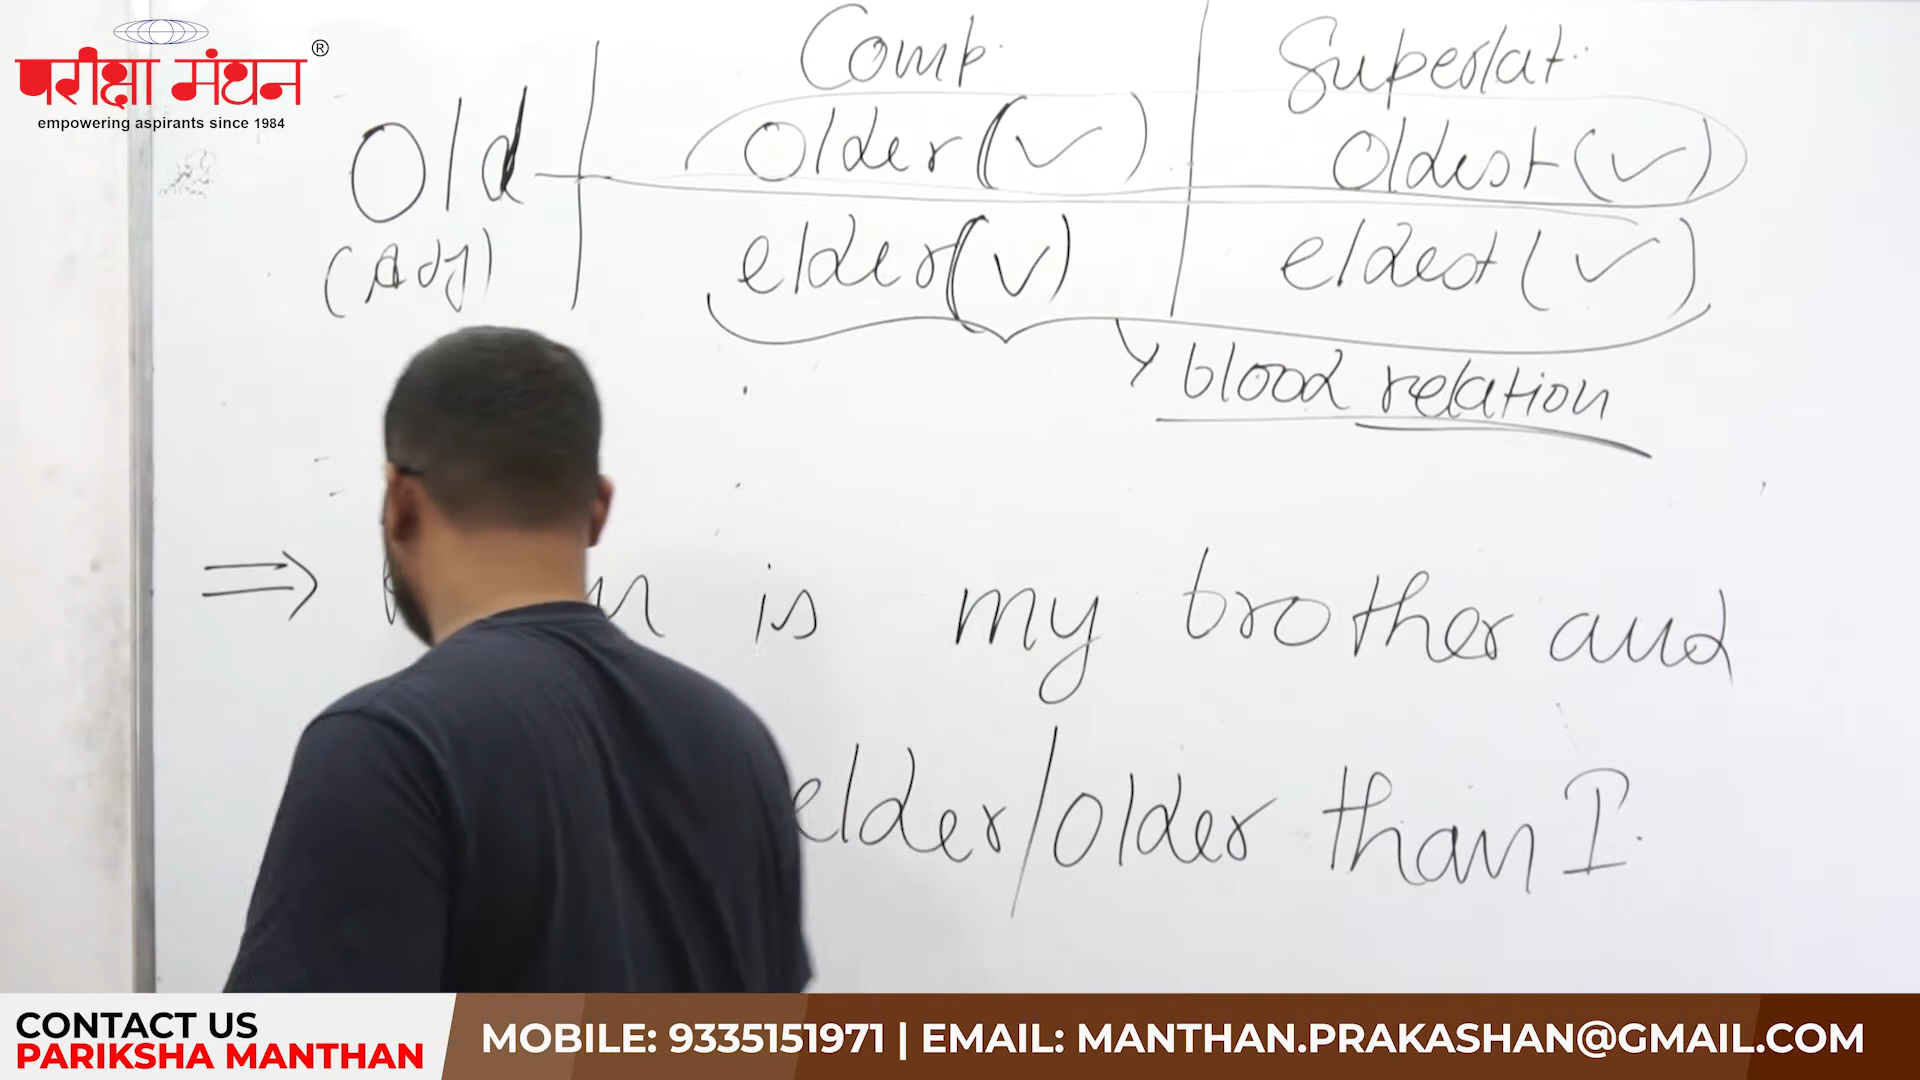 परीक्षा मंथन ®
empowering aspirants since 1984
Comp. Superlat.
Old older (✓) oldest (✓)
(Adj) elder (✓) eldest (✓)
blood relation
⇒ is my brother and
elder/older than I.
CONTACT US
PARIKSHA MANTHAN
MOBILE: 9335151971 | EMAIL: MANTHAN.PRAKASHAN@GMAIL.COM